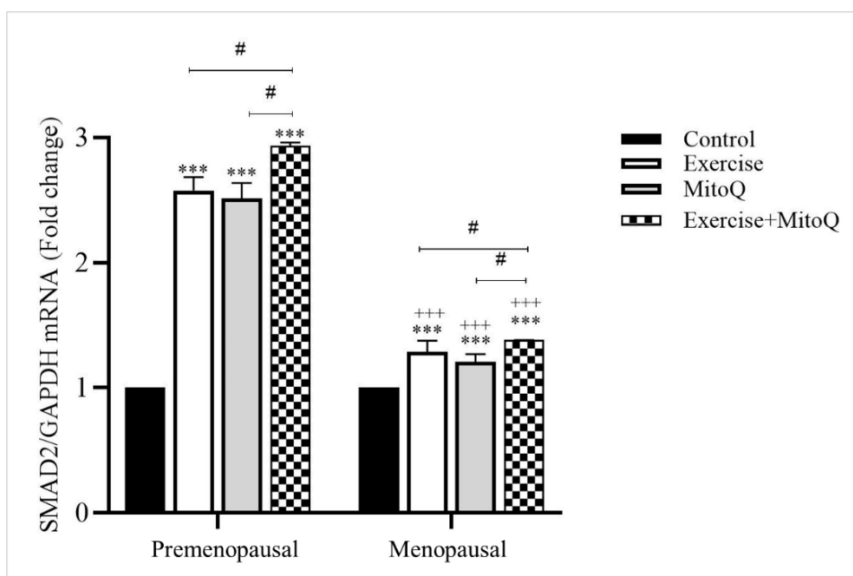 #
#
SMAD2/GAPDH mRNA (Fold change)
3
2
1
0
***
***
***
#
#
+++
***
+++
***
+++
***
Premenopausal
Menopausal
Control
Exercise
MitoQ
Exercise+MitoQ